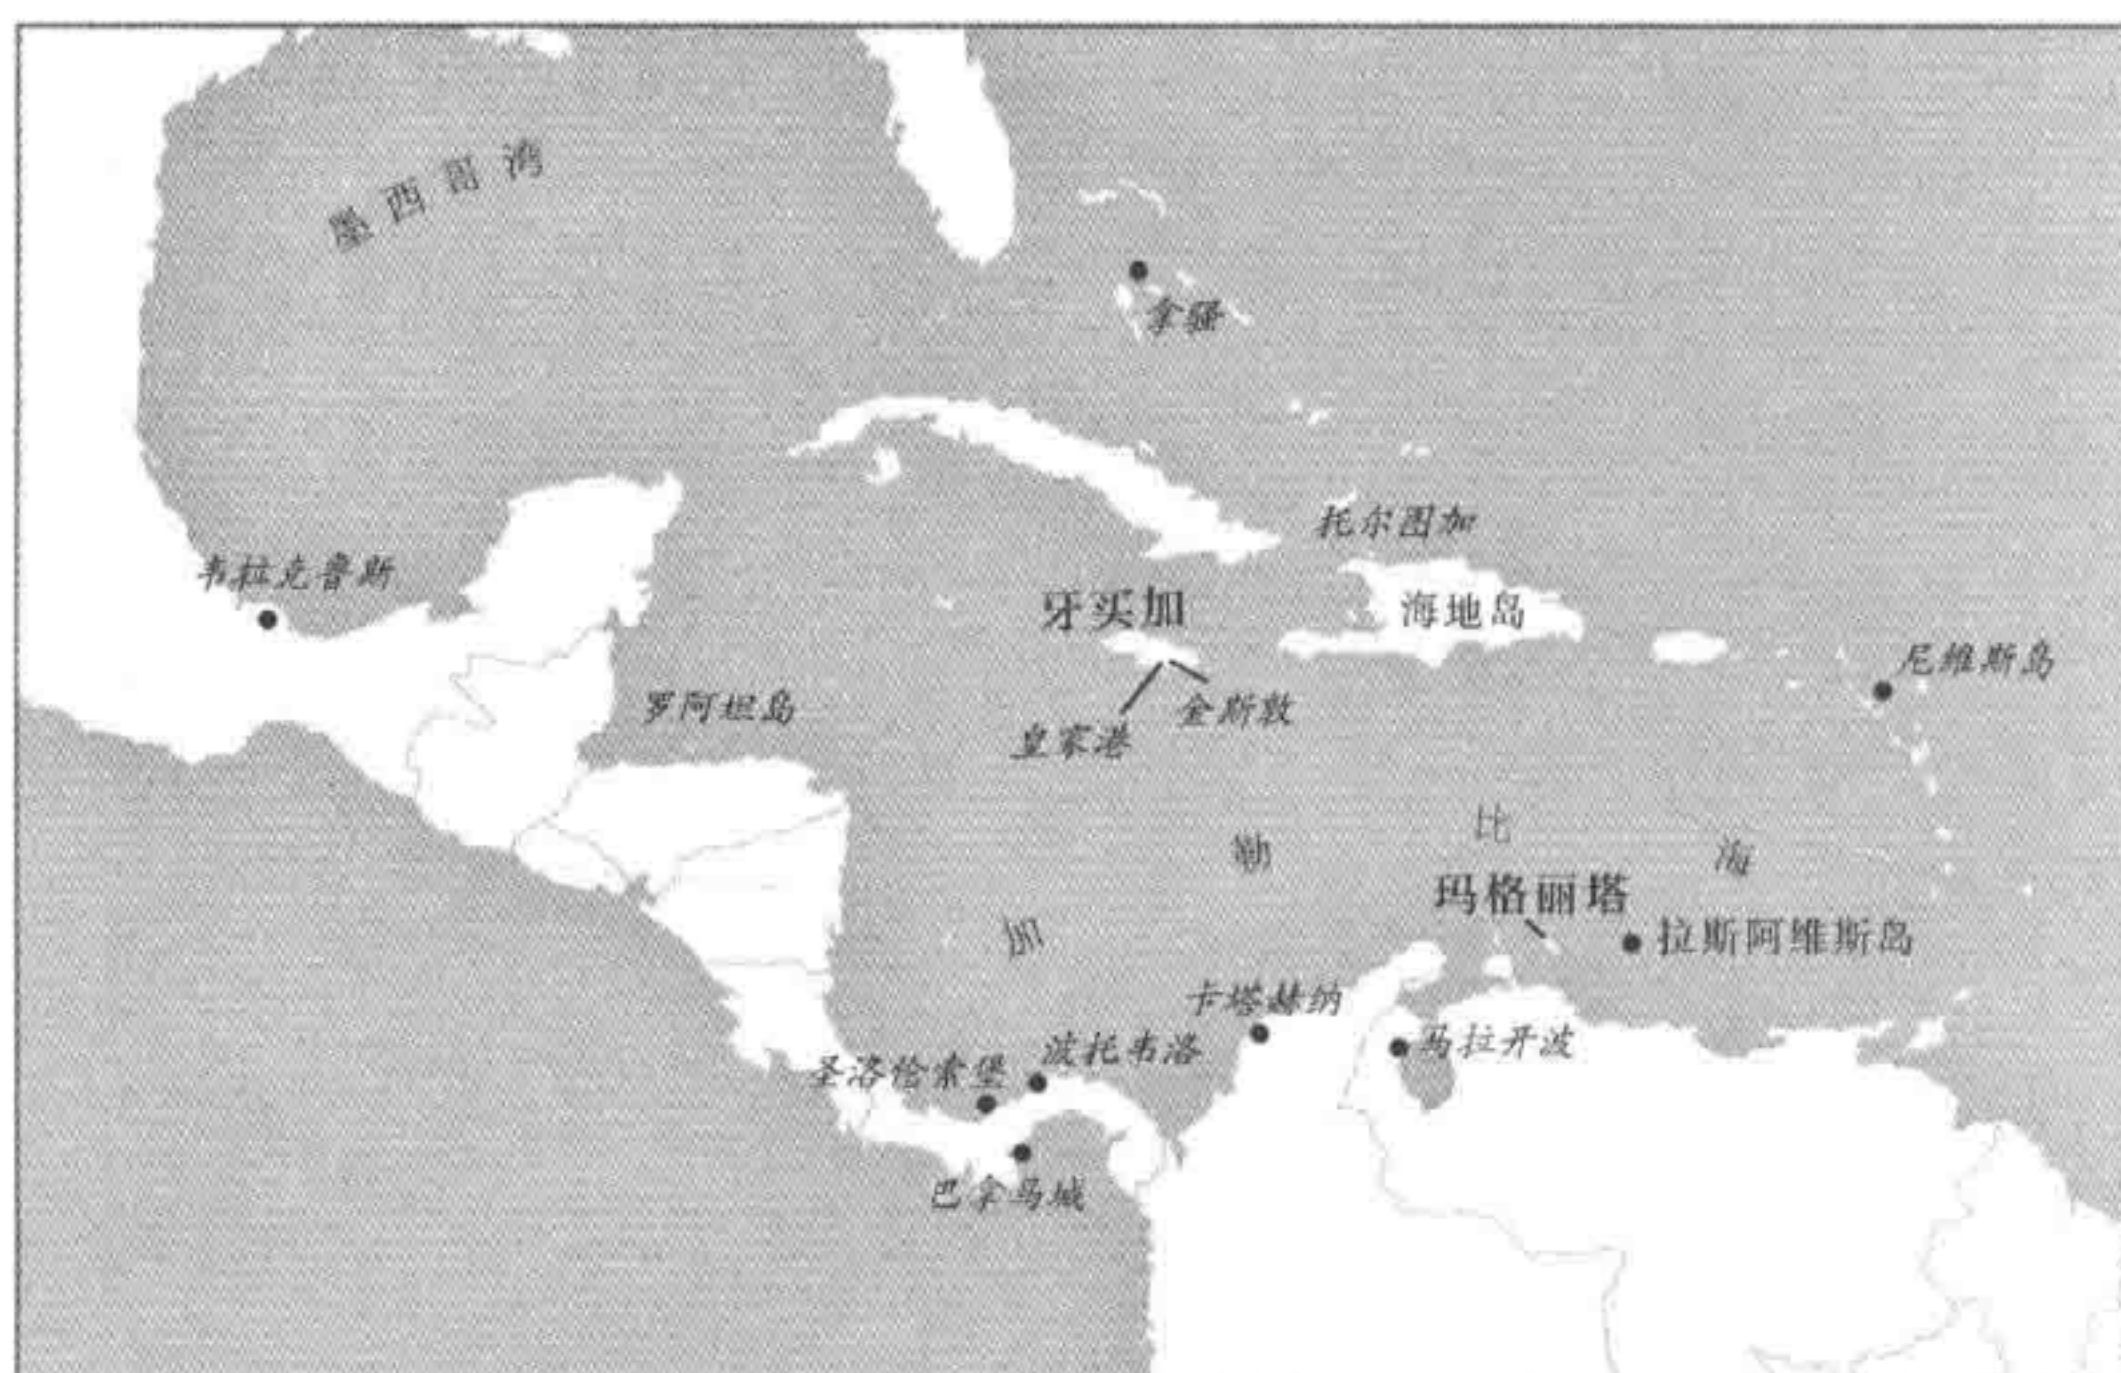 墨西哥湾
拿骚
托尔图加
韦拉克鲁斯
牙买加
海地岛
尼维斯岛
罗阿坦岛
金斯敦
皇家港
加勒比海
玛格丽塔
拉斯阿维斯岛
卡塔赫纳
马拉开波
波托韦洛
圣洛伦索堡
巴拿马城